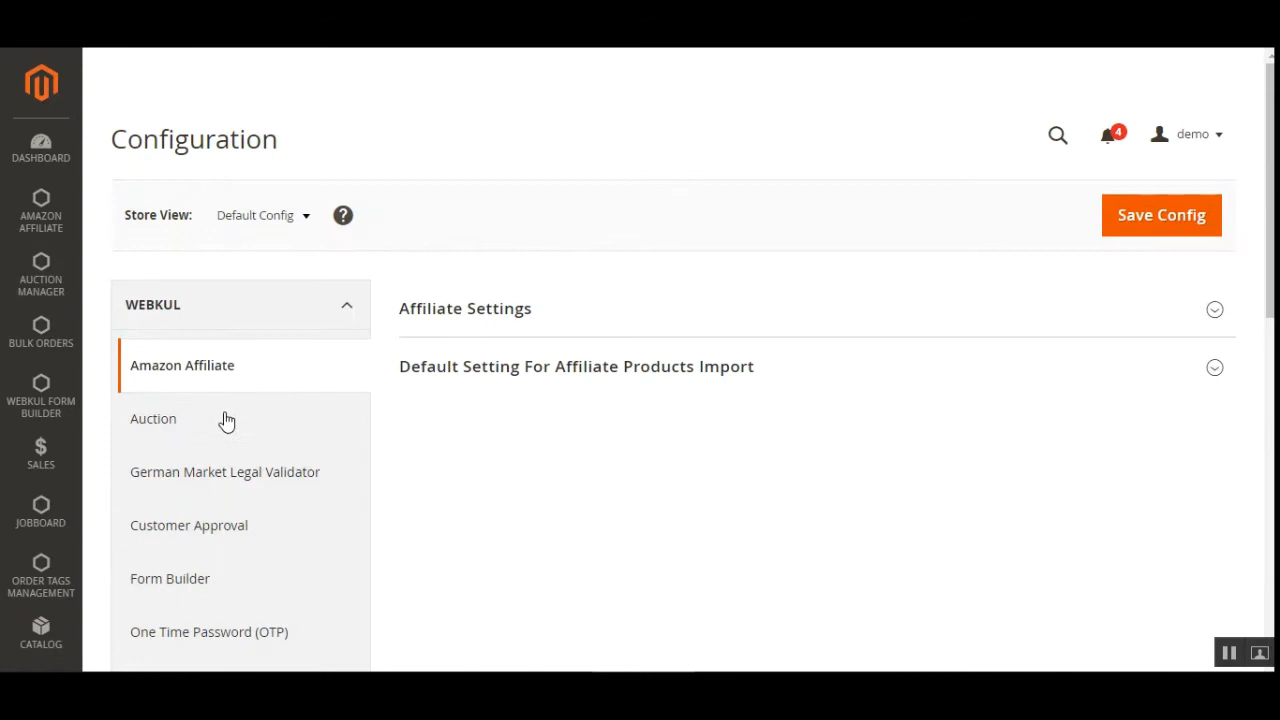 Configuration
4
demo
Store View:
Default Config
?
Save Config
DASHBOARD
AMAZON
AFFILIATE
AUCTION
MANAGER
BULK ORDERS
WEBKUL FORM
BUILDER
$
SALES
JOBBOARD
ORDER TAGS
MANAGEMENT
CATALOG
WEBKUL
Amazon Affiliate
Auction
German Market Legal Validator
Customer Approval
Form Builder
One Time Password (OTP)
Affiliate Settings
Default Setting For Affiliate Products Import